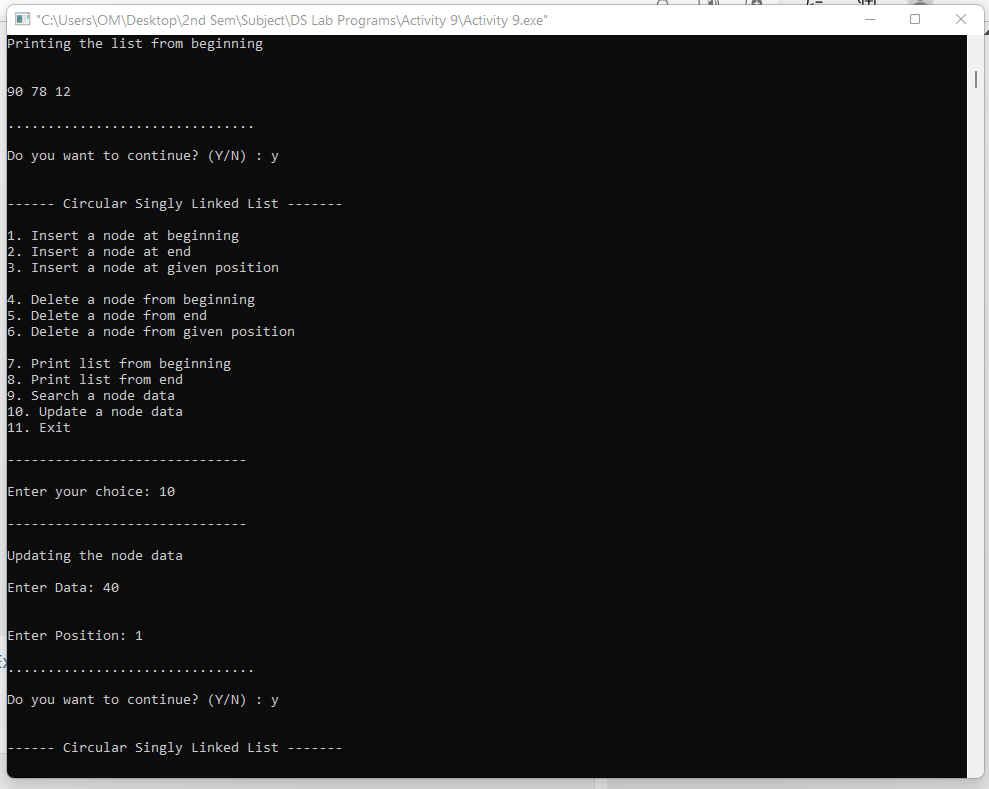 "C:\Users\OM\Desktop\2nd Sem\Subject\DS Lab Programs\Activity 9\Activity 9.exe"
Printing the list from beginning
90 78 12
...............................
Do you want to continue? (Y/N) : y
------ Circular Singly Linked List -------
1. Insert a node at beginning
2. Insert a node at end
3. Insert a node at given position
4. Delete a node from beginning
5. Delete a node from end
6. Delete a node from given position
7. Print list from beginning
8. Print list from end
9. Search a node data
10. Update a node data
11. Exit
------------------------------
Enter your choice: 10
------------------------------
Updating the node data
Enter Data: 40
Enter Position: 1
...............................
Do you want to continue? (Y/N) : y
------ Circular Singly Linked List -------